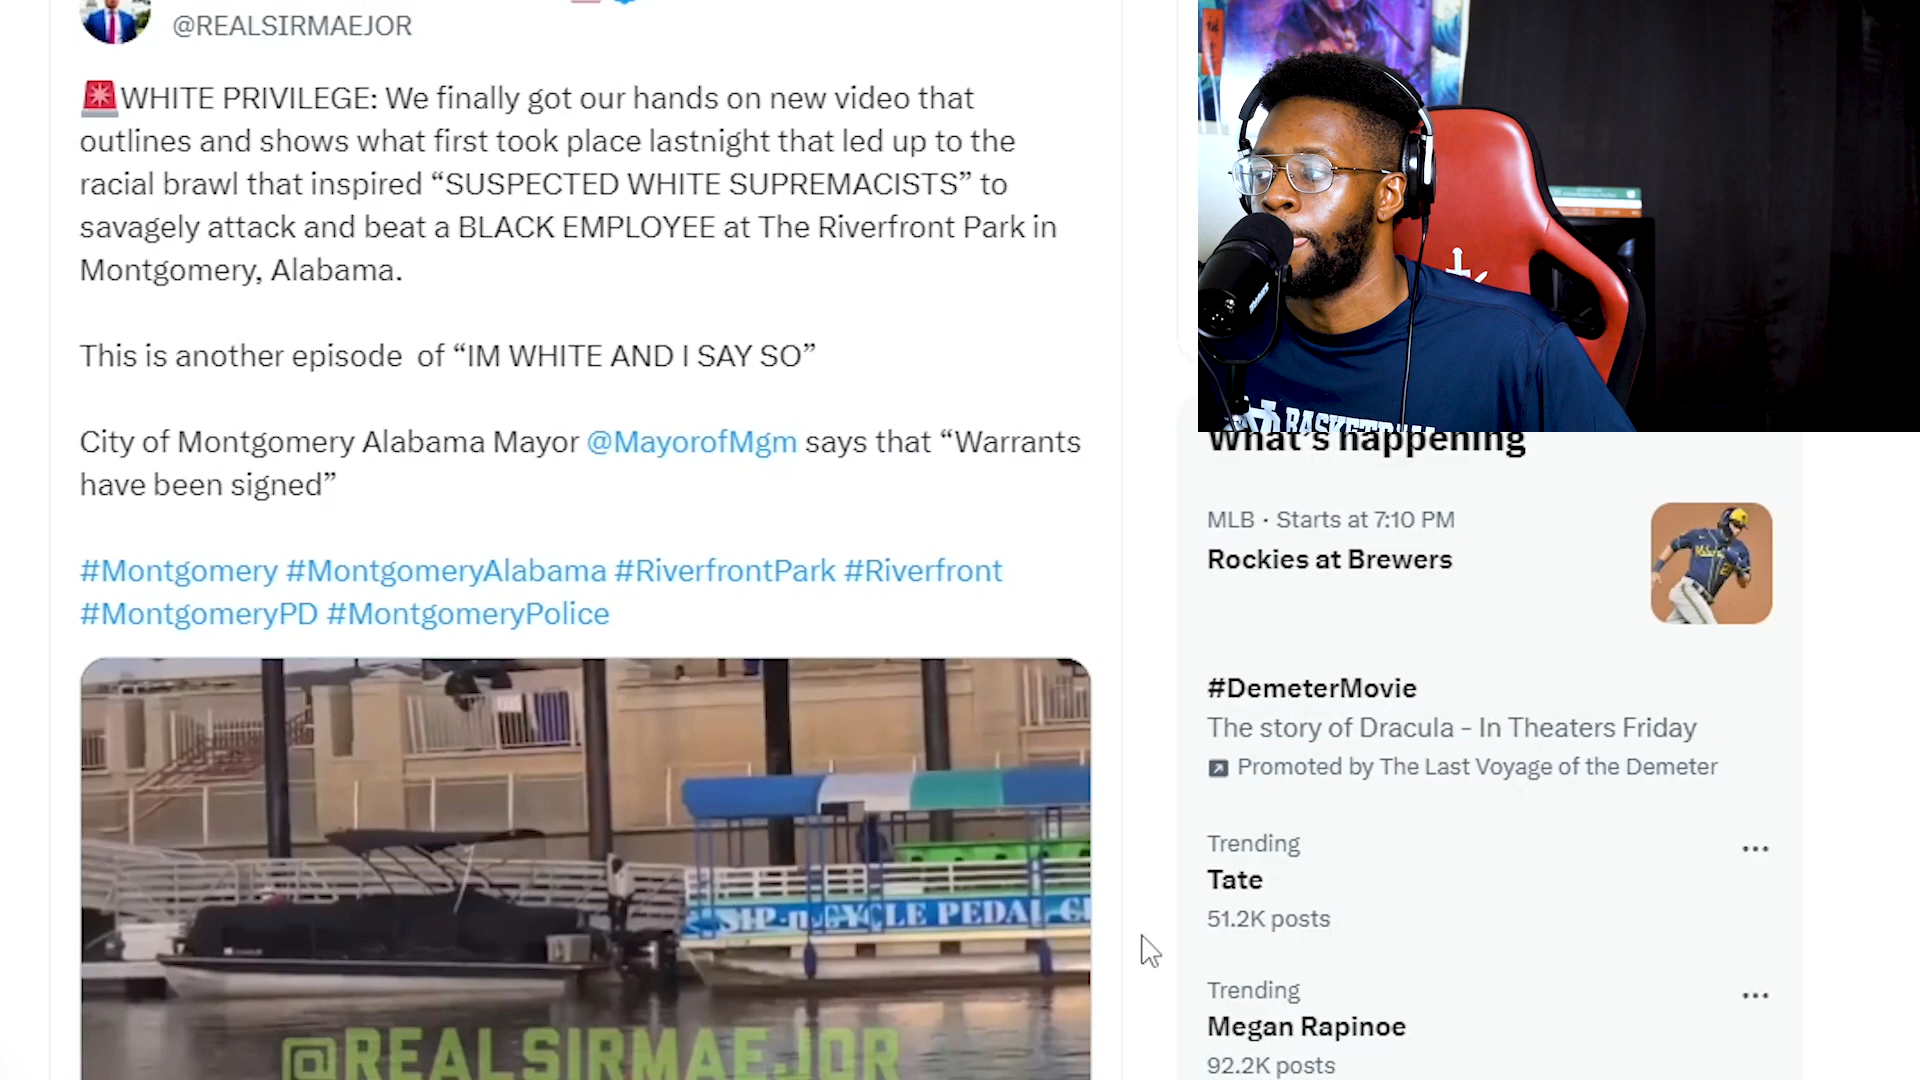 @REALSIRMAEJOR
WHITE PRIVILEGE: We finally got our hands on new video that
outlines and shows what first took place lastnight that led up to the
racial brawl that inspired “SUSPECTED WHITE SUPREMACISTS” to
savagely attack and beat a BLACK EMPLOYEE at The Riverfront Park in
Montgomery, Alabama.
This is another episode of “IM WHITE AND I SAY SO”
City of Montgomery Alabama Mayor @MayorofMgm says that “Warrants
have been signed”
#Montgomery #MontgomeryAlabama #RiverfrontPark #Riverfront
#MontgomeryPD #MontgomeryPolice
CYCLE PEDAL
@REALSIRMAEJOR
BASKETBALL
What's happening
MLB · Starts at 7:10 PM
Rockies at Brewers
#DemeterMovie
The story of Dracula – In Theaters Friday
Promoted by The Last Voyage of the Demeter
Trending
Tate
51.2K posts
Trending
Megan Rapinoe
92.2K posts